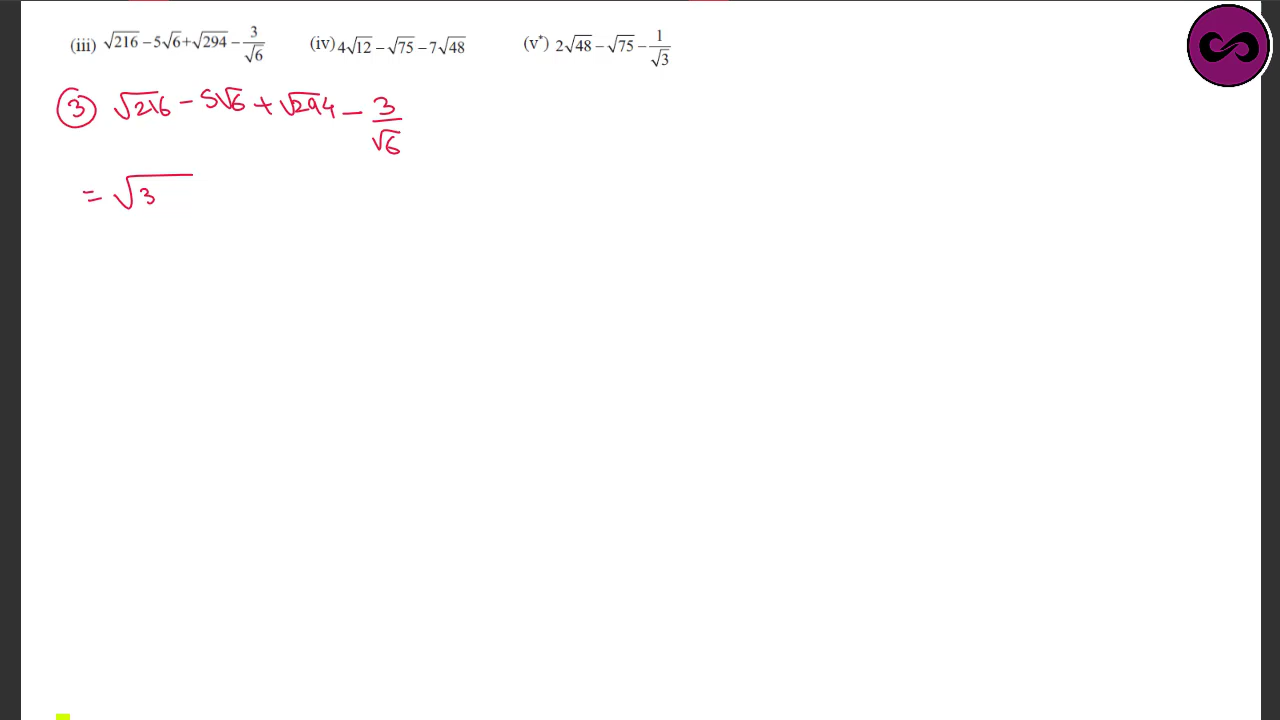 (iii) √216 − 5√6 + √294 − 3/√6 (iv) 4√12 − √75 − 7√48 (v*) 2√48 − √75 − 1/√3
③ √216 − 5√6 + √294 − 3/√6
= √3